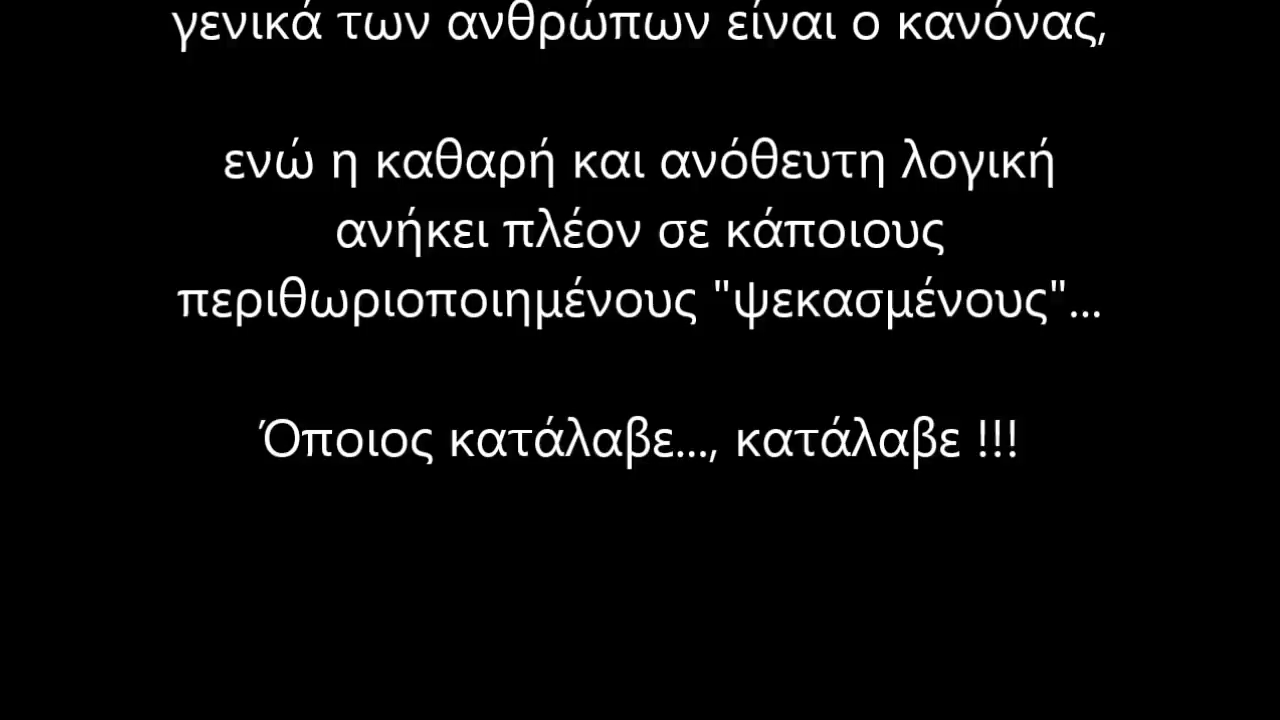 γενικά των ανθρώπων είναι ο κανόνας,
ενώ η καθαρή και ανόθευτη λογική
ανήκει πλέον σε κάποιους
περιθωριοποιημένους "ψεκασμένους"...
Όποιος κατάλαβε..., κατάλαβε !!!